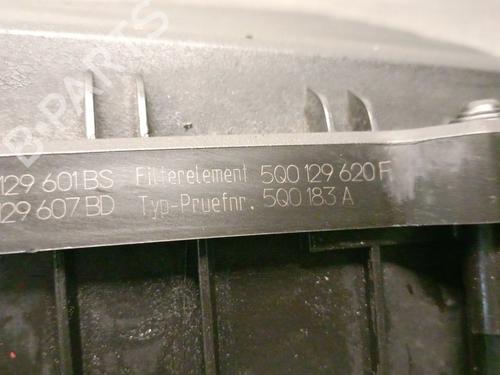 129 601 BS Filterelement 5Q0 129 620 F
129 607 BD Typ-Pruefnr. 5Q0 183 A
B-PARTS